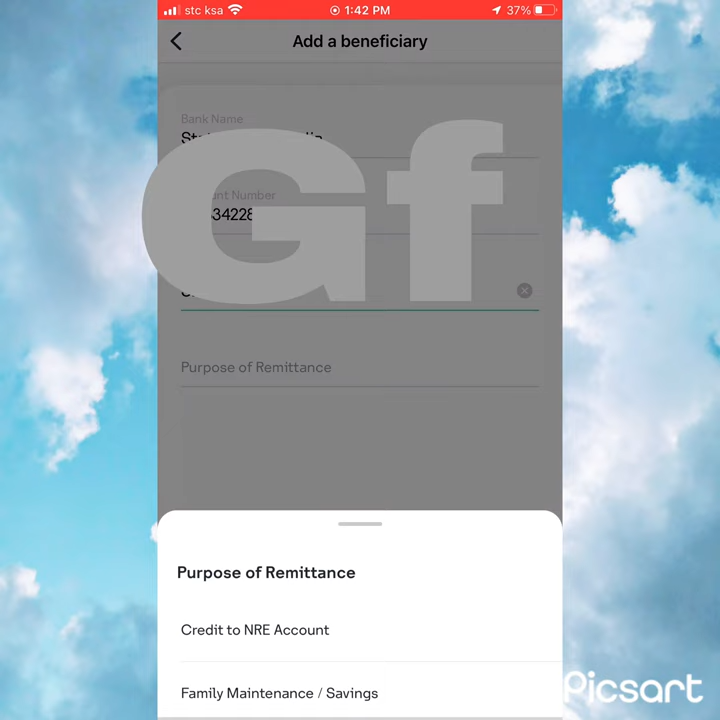 stc ksa 1:42 PM 37%
Add a beneficiary
Bank Name
Number
34228
Gf
Purpose of Remittance
Purpose of Remittance
Credit to NRE Account
Family Maintenance / Savings
Picsart